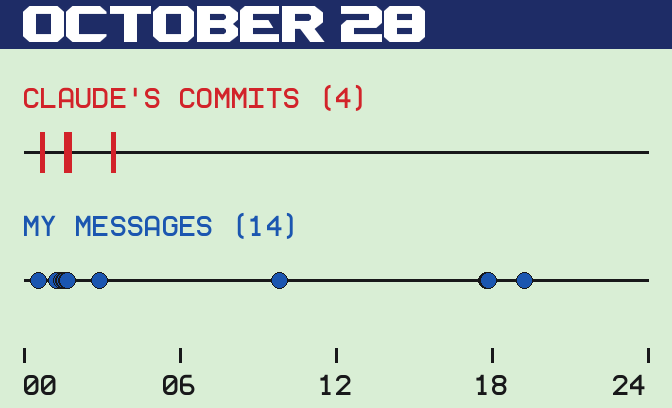 OCTOBER 28
CLAUDE'S COMMITS (4)
MY MESSAGES (14)
00 06 12 18 24